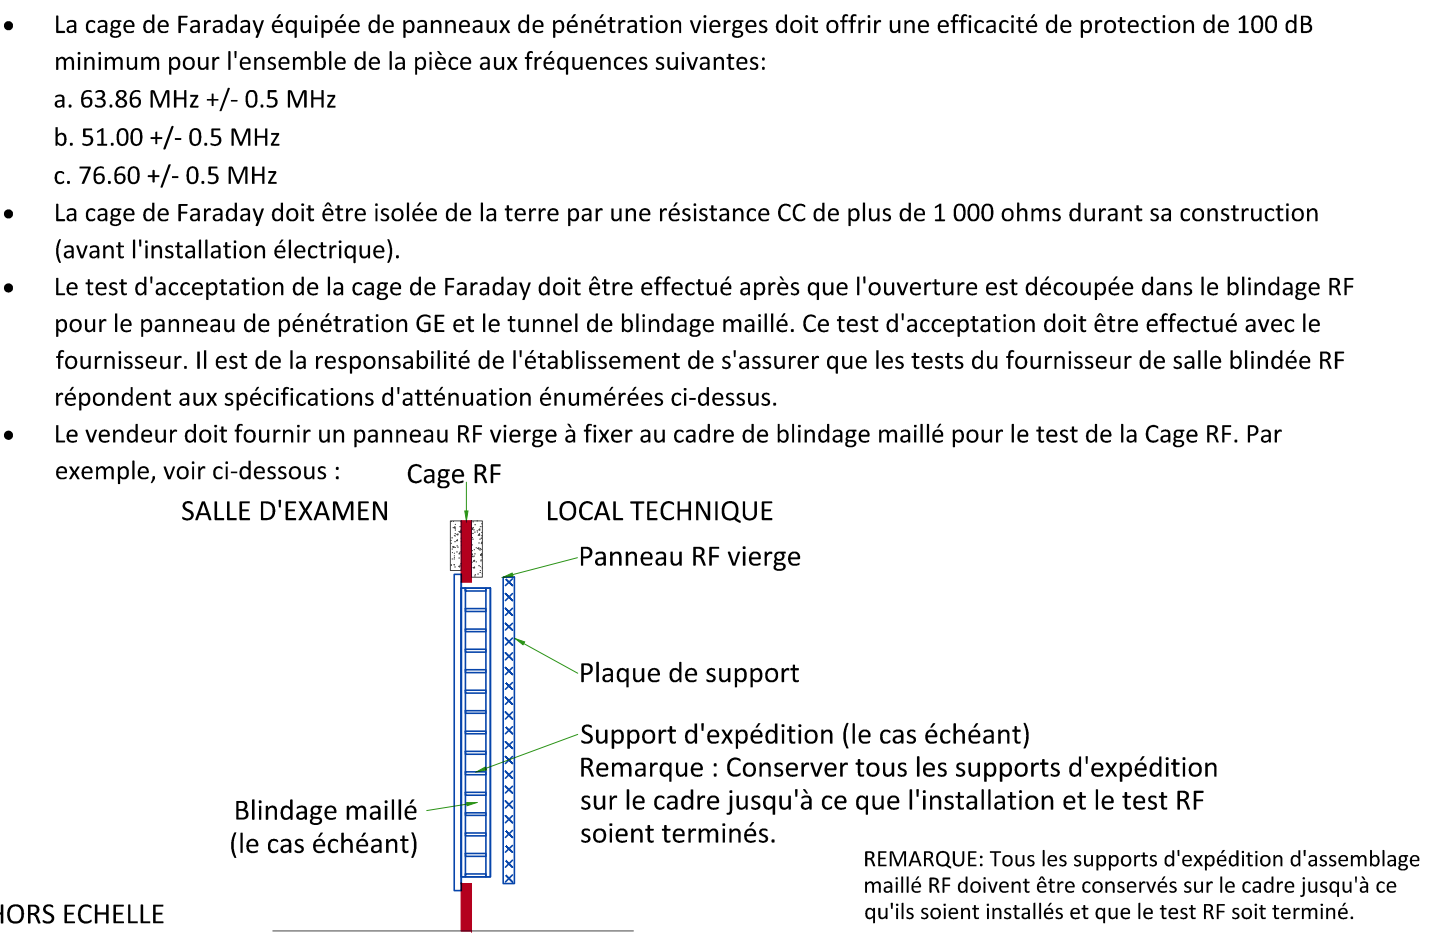 • La cage de Faraday équipée de panneaux de pénétration vierges doit offrir une efficacité de protection de 100 dB
minimum pour l'ensemble de la pièce aux fréquences suivantes:
a. 63.86 MHz +/- 0.5 MHz
b. 51.00 +/- 0.5 MHz
c. 76.60 +/- 0.5 MHz
• La cage de Faraday doit être isolée de la terre par une résistance CC de plus de 1 000 ohms durant sa construction
(avant l'installation électrique).
• Le test d'acceptation de la cage de Faraday doit être effectué après que l'ouverture est découpée dans le blindage RF
pour le panneau de pénétration GE et le tunnel de blindage maillé. Ce test d'acceptation doit être effectué avec le
fournisseur. Il est de la responsabilité de l'établissement de s'assurer que les tests du fournisseur de salle blindée RF
répondent aux spécifications d'atténuation énumérées ci-dessus.
• Le vendeur doit fournir un panneau RF vierge à fixer au cadre de blindage maillé pour le test de la Cage RF. Par
exemple, voir ci-dessous :
Cage RF
SALLE D'EXAMEN
LOCAL TECHNIQUE
Panneau RF vierge
Plaque de support
Support d'expédition (le cas échéant)
Remarque : Conserver tous les supports d'expédition
sur le cadre jusqu'à ce que l'installation et le test RF
soient terminés.
Blindage maillé
(le cas échéant)
REMARQUE: Tous les supports d'expédition d'assemblage
maillé RF doivent être conservés sur le cadre jusqu'à ce
qu'ils soient installés et que le test RF soit terminé.
HORS ECHELLE